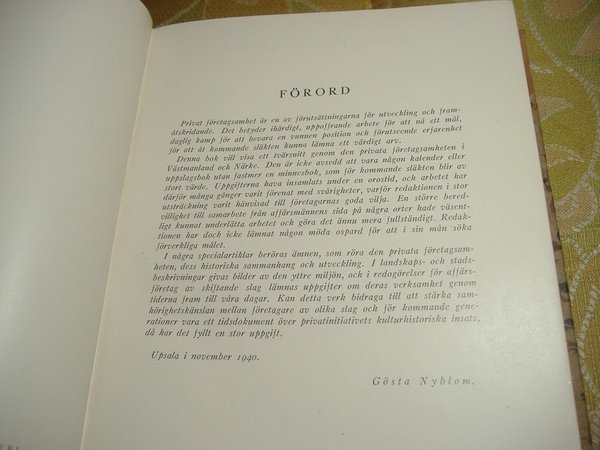 FÖRORD
Privat företagsamhet är en av förutsättningarna för utveckling och fram-
åtskridande. Det betyder ihärdigt, uppoffrande arbete för att nå ett mål,
daglig kamp för att bevara en vunnen position och förutseende erfarenhet
för att åt kommande släkten kunna lämna ett värdigt arv.
Denna bok vill visa ett tvärsnitt genom den privata företagsamheten i
Västmanland och Närke. Den är icke avsedd att vara någon kalender eller
uppslagsbok utan fastmer en minnesbok, som för kommande släkten blir av
stort värde. Uppgifterna hava insamlats under en orostid, och arbetet har
därför många gånger varit förenat med svårigheter, varför redaktionen i stor
utsträckning varit hänvisad till företagarnas goda vilja. En större bered-
villighet till samarbete från affärsmännens sida på några orter hade väsent-
ligt kunnat underlätta arbetet och göra det ännu mera fullständigt. Redak-
tionen har dock icke lämnat någon möda ospard för att i sin mån söka
förverkliga målet.
I några specialartiklar beröras ämnen, som röra den privata företagsam-
heten, dess historiska sammanhang och utveckling. I landskaps- och stads-
beskrivningar givas bilder av den yttre miljön, och i redogörelser för affärs-
företag av skiftande slag lämnas uppgifter om deras verksamhet genom
tiderna fram till våra dagar. Kan detta verk bidraga till att stärka sam-
hörighetskänslan mellan företagare av olika slag och för kommande gene-
rationer vara ett tidsdokument över privatinitiativets kulturhistoriska insats,
då har det fyllt en stor uppgift.
Upsala i november 1940.
Gösta Nyblom.